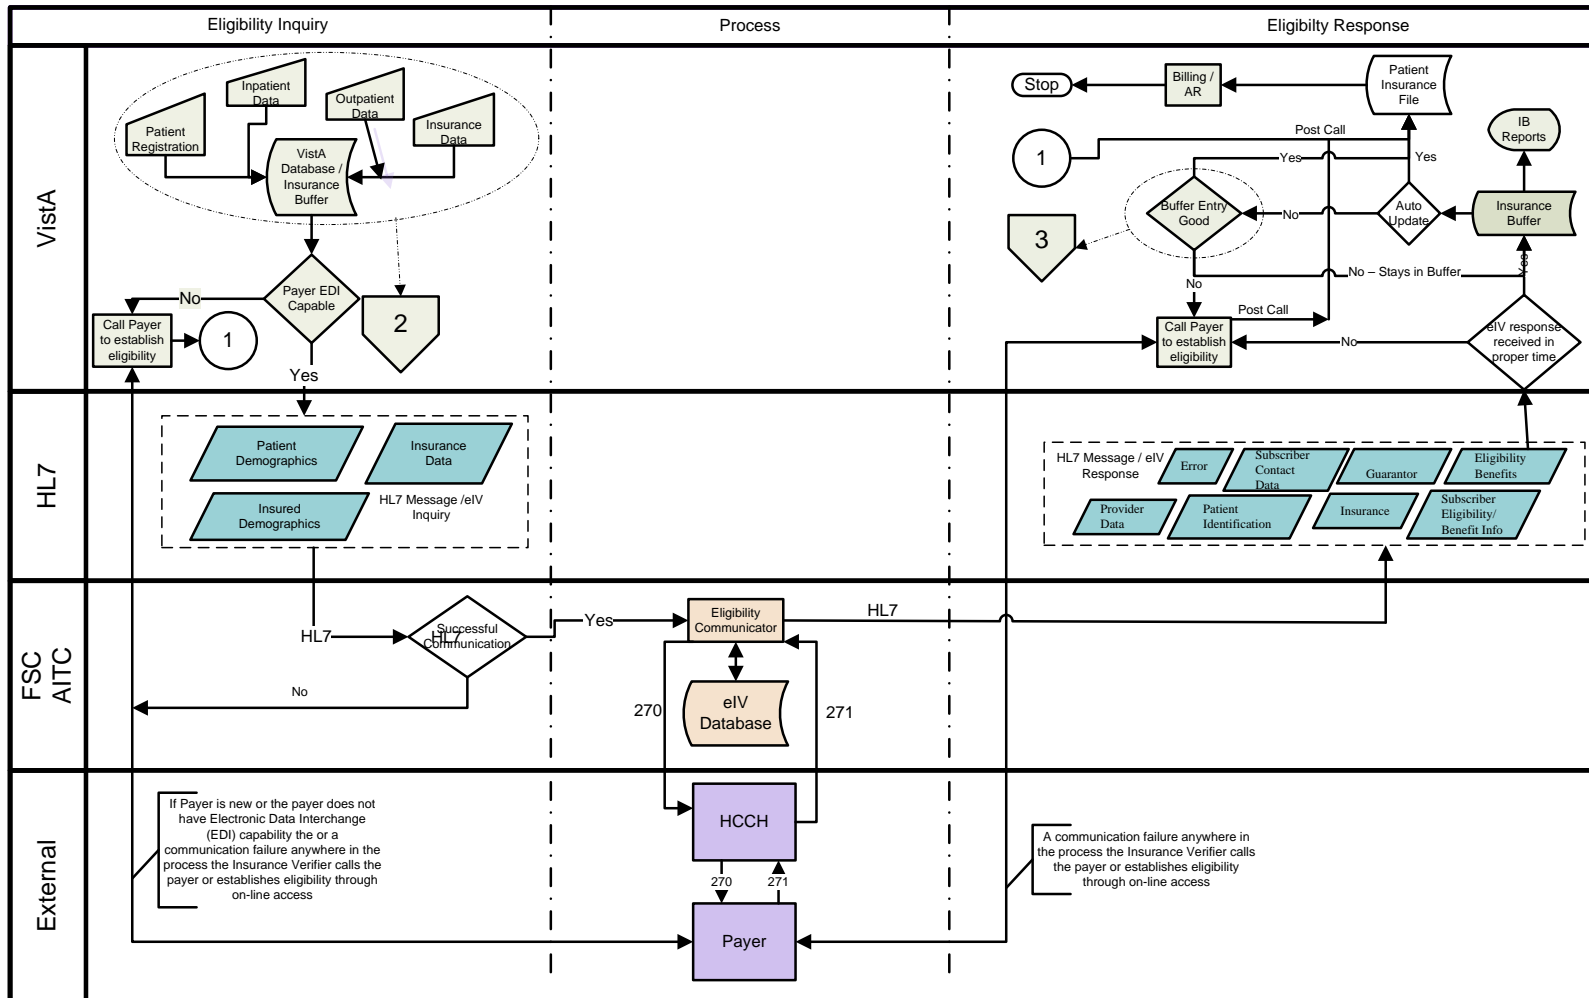 Eligibility Inquiry
Process
Eligibilty Response
VistA
Inpatient
Data
Outpatient
Data
Patient
Registration
Insurance
Data
VistA
Database /
Insurance
Buffer
Payer EDI
Capable
No
Call Payer
to establish
eligibility
1
2
Yes
Stop
Billing /
AR
Patient
Insurance
File
IB
Reports
Post Call
1
Yes
Yes
Buffer Entry
Good
No
Auto
Update
Insurance
Buffer
3
No – Stays in Buffer
Yes
No
Post Call
Call Payer
to establish
eligibility
No
eIV response
received in
proper time
HL7
Patient
Demographics
Insurance
Data
Insured
Demographics
HL7 Message /eIV
Inquiry
HL7 Message / eIV
Response
Error
Subscriber
Contact
Data
Guarantor
Eligibility
Benefits
Provider
Data
Patient
Identification
Insurance
Subscriber
Eligibility/
Benefit Info
FSC
AITC
HL7
Successful
Communication
HL7
Yes
Eligibility
Communicator
HL7
No
270
eIV
Database
271
External
If Payer is new or the payer does not
have Electronic Data Interchange
(EDI) capability the or a
communication failure anywhere in the
process the Insurance Verifier calls the
payer or establishes eligibility through
on-line access
HCCH
270
271
Payer
A communication failure anywhere in
the process the Insurance Verifier calls
the payer or establishes eligibility
through on-line access